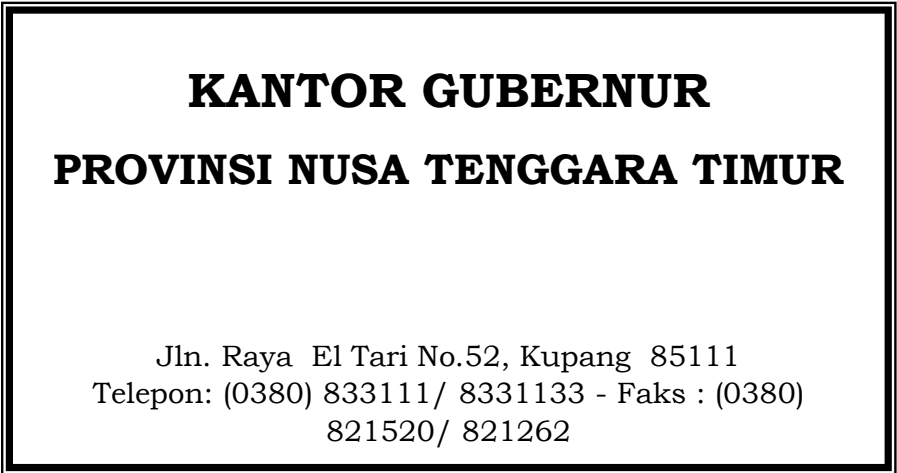 KANTOR GUBERNUR
PROVINSI NUSA TENGGARA TIMUR
Jln. Raya  El Tari No.52, Kupang  85111
Telepon: (0380) 833111/ 8331133 - Faks : (0380)
821520/ 821262